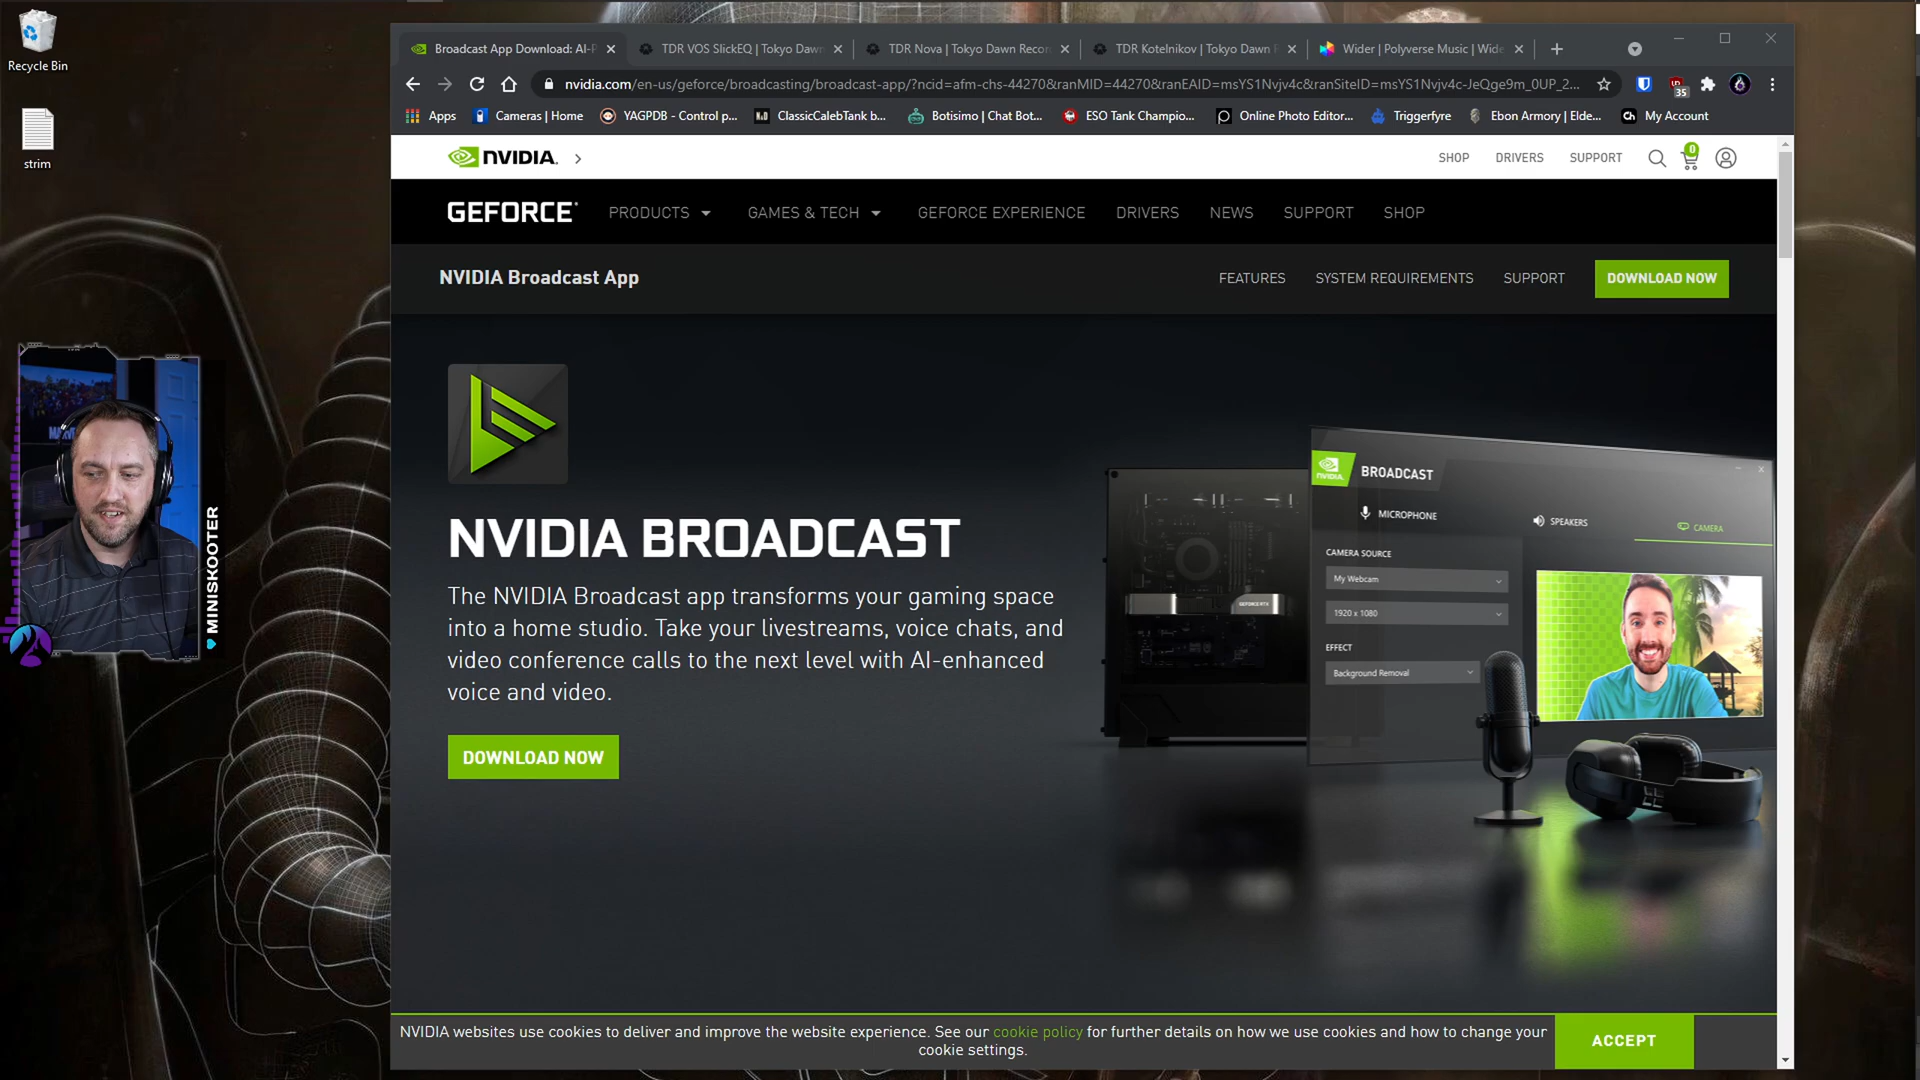 Recycle Bin
strim
Broadcast App Download: AI-P
TDR VOS SlickEQ | Tokyo Dawn
TDR Nova | Tokyo Dawn Recor
TDR Kotelnikov | Tokyo Dawn R
Wider | Polyverse Music | Wide
nvidia.com/en-us/geforce/broadcasting/broadcast-app/?ncid=afm-chs-44270&ranMID=44270&ranEAID=msYS1Nvjv4c&ranSiteID=msYS1Nvjv4c-JeQge9m_0UP_2...
35
Apps
Cameras | Home
YAGPDB - Control p...
ClassicCalebTank b...
Botisimo | Chat Bot...
ESO Tank Champio...
Online Photo Editor...
Triggerfyre
Ebon Armory | Elde...
My Account
NVIDIA.
SHOP
DRIVERS
SUPPORT
0
GEFORCE
PRODUCTS
GAMES & TECH
GEFORCE EXPERIENCE
DRIVERS
NEWS
SUPPORT
SHOP
NVIDIA Broadcast App
FEATURES
SYSTEM REQUIREMENTS
SUPPORT
DOWNLOAD NOW
NVIDIA BROADCAST
The NVIDIA Broadcast app transforms your gaming space
into a home studio. Take your livestreams, voice chats, and
video conference calls to the next level with AI-enhanced
voice and video.
DOWNLOAD NOW
NVIDIA.
BROADCAST
MICROPHONE
SPEAKERS
CAMERA
CAMERA SOURCE
My Webcam
1920 x 1080
EFFECT
Background Removal
GEFORCE RTX
MINISKOOTER
NVIDIA websites use cookies to deliver and improve the website experience. See our cookie policy for further details on how we use cookies and how to change your
cookie settings.
ACCEPT